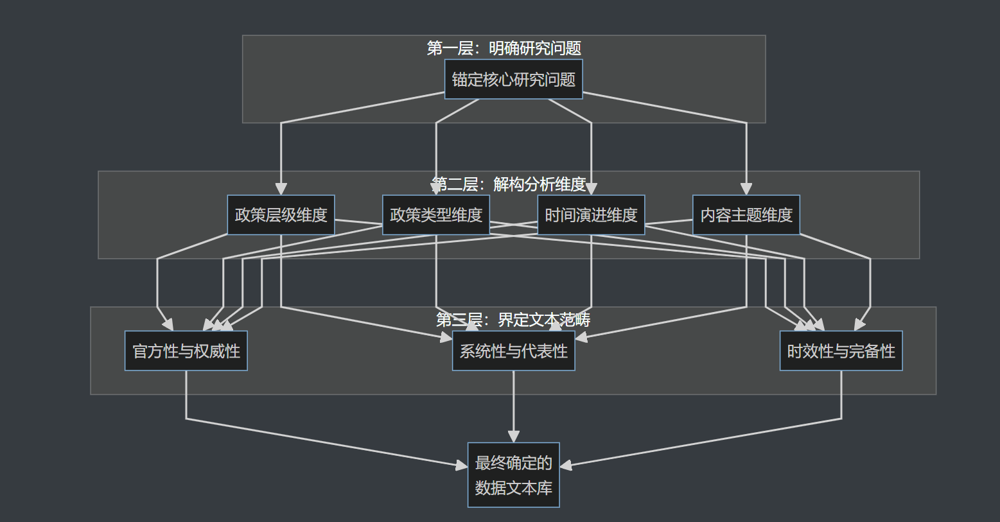 第一层：明确研究问题
锚定核心研究问题
第二层：解构分析维度
政策层级维度
政策类型维度
时间演进维度
内容主题维度
第三层：界定文本范畴
官方性与权威性
系统性与代表性
时效性与完备性
最终确定的
数据文本库